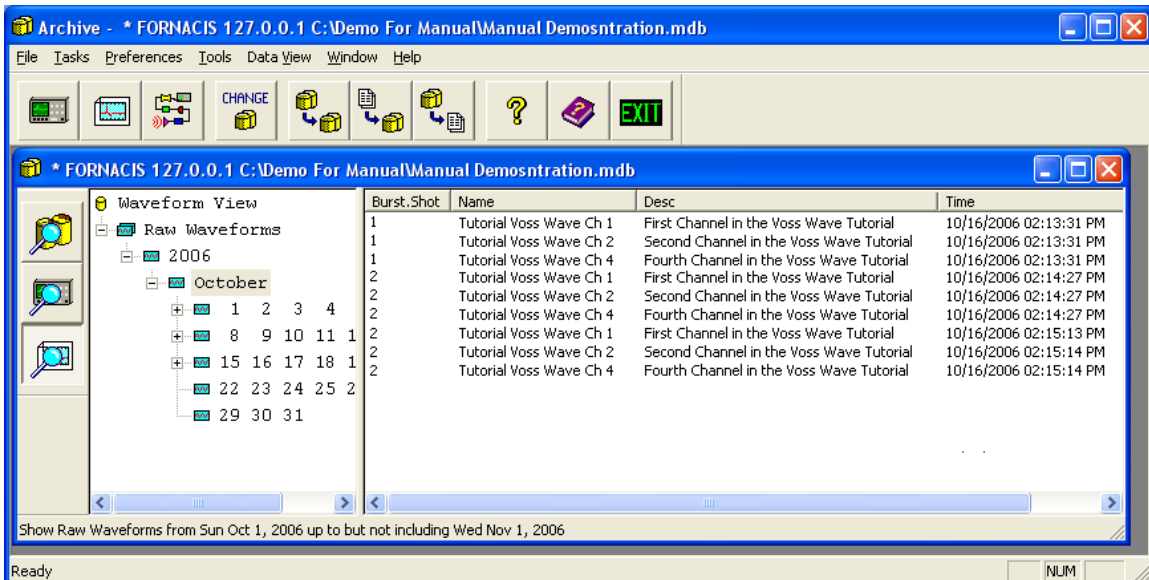 Archive - * FORNACIS 127.0.0.1 C:\Demo For Manual\Manual Demosntration.mdb
File Tasks Preferences Tools Data View Window Help
CHANGE
EXIT
* FORNACIS 127.0.0.1 C:\Demo For Manual\Manual Demosntration.mdb
Waveform View
Raw Waveforms
2006
October
1 2 3 4
8 9 10 11 1
15 16 17 18 1
22 23 24 25 2
29 30 31
Burst.Shot Name Desc Time
1 Tutorial Voss Wave Ch 1 First Channel in the Voss Wave Tutorial 10/16/2006 02:13:31 PM
1 Tutorial Voss Wave Ch 2 Second Channel in the Voss Wave Tutorial 10/16/2006 02:13:31 PM
1 Tutorial Voss Wave Ch 4 Fourth Channel in the Voss Wave Tutorial 10/16/2006 02:13:31 PM
2 Tutorial Voss Wave Ch 1 First Channel in the Voss Wave Tutorial 10/16/2006 02:14:27 PM
2 Tutorial Voss Wave Ch 2 Second Channel in the Voss Wave Tutorial 10/16/2006 02:14:27 PM
2 Tutorial Voss Wave Ch 4 Fourth Channel in the Voss Wave Tutorial 10/16/2006 02:14:27 PM
2 Tutorial Voss Wave Ch 1 First Channel in the Voss Wave Tutorial 10/16/2006 02:15:13 PM
2 Tutorial Voss Wave Ch 2 Second Channel in the Voss Wave Tutorial 10/16/2006 02:15:14 PM
2 Tutorial Voss Wave Ch 4 Fourth Channel in the Voss Wave Tutorial 10/16/2006 02:15:14 PM
Show Raw Waveforms from Sun Oct 1, 2006 up to but not including Wed Nov 1, 2006
Ready NUM